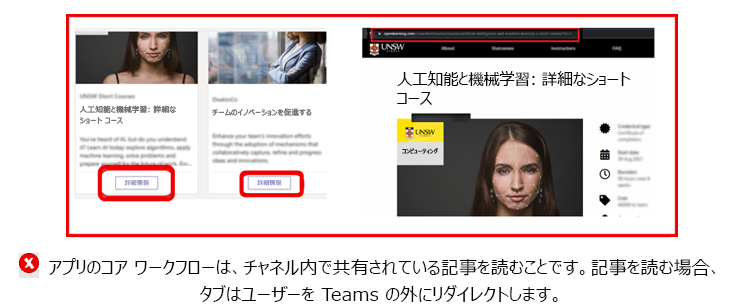 UNSW Short Courses
人工知能と機械学習: 詳細な
ショート コース
You've heard of AI, but do you understand
it? Learn AI today: explore algorithms, apply
machine learning, solve problems and
prepare yourself for the future of work. En...
詳細情報
チームのイノベーションを促進する
Enhance your team's innovation efforts
through the adoption of mechanisms that
collaboratively capture, refine and progress
ideas and innovations.
詳細情報
UNSW
About
Outcomes
Instructors
FAQ
人工知能と機械学習: 詳細なショート
コース
UNSW
コンピューティング
Credential type
Certificate of
completion
Start date
Duration
Cost
アプリのコア ワークフローは、チャネル内で共有されている記事を読むことです。記事を読む場合、
タブはユーザーを Teams の外にリダイレクトします。